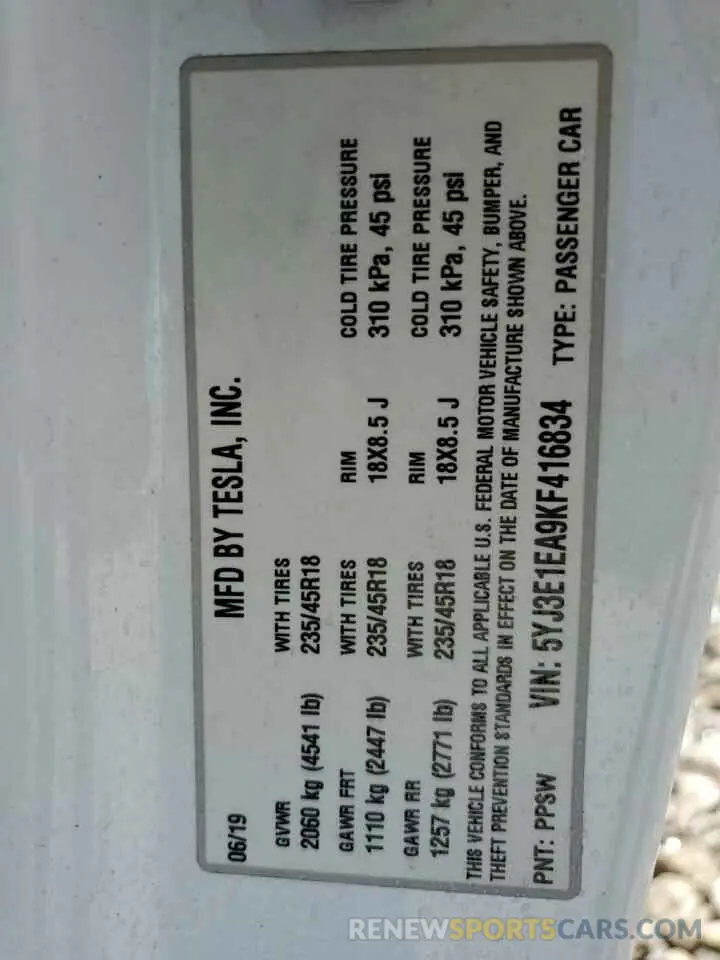 MFD BY TESLA, INC.
06/19
GVWR WITH TIRES
2060 kg (4541 lb) 235/45R18
GAWR FRT WITH TIRES RIM COLD TIRE PRESSURE
1110 kg (2447 lb) 235/45R18 18X8.5 J 310 kPa, 45 psi
GAWR RR WITH TIRES RIM COLD TIRE PRESSURE
1257 kg (2771 lb) 235/45R18 18X8.5 J 310 kPa, 45 psi
THIS VEHICLE CONFORMS TO ALL APPLICABLE U.S. FEDERAL MOTOR VEHICLE SAFETY, BUMPER, AND
THEFT PREVENTION STANDARDS IN EFFECT ON THE DATE OF MANUFACTURE SHOWN ABOVE.
PNT: PPSW VIN: 5YJ3E1EA9KF416834 TYPE: PASSENGER CAR
RENEWSPORTSCARS.COM